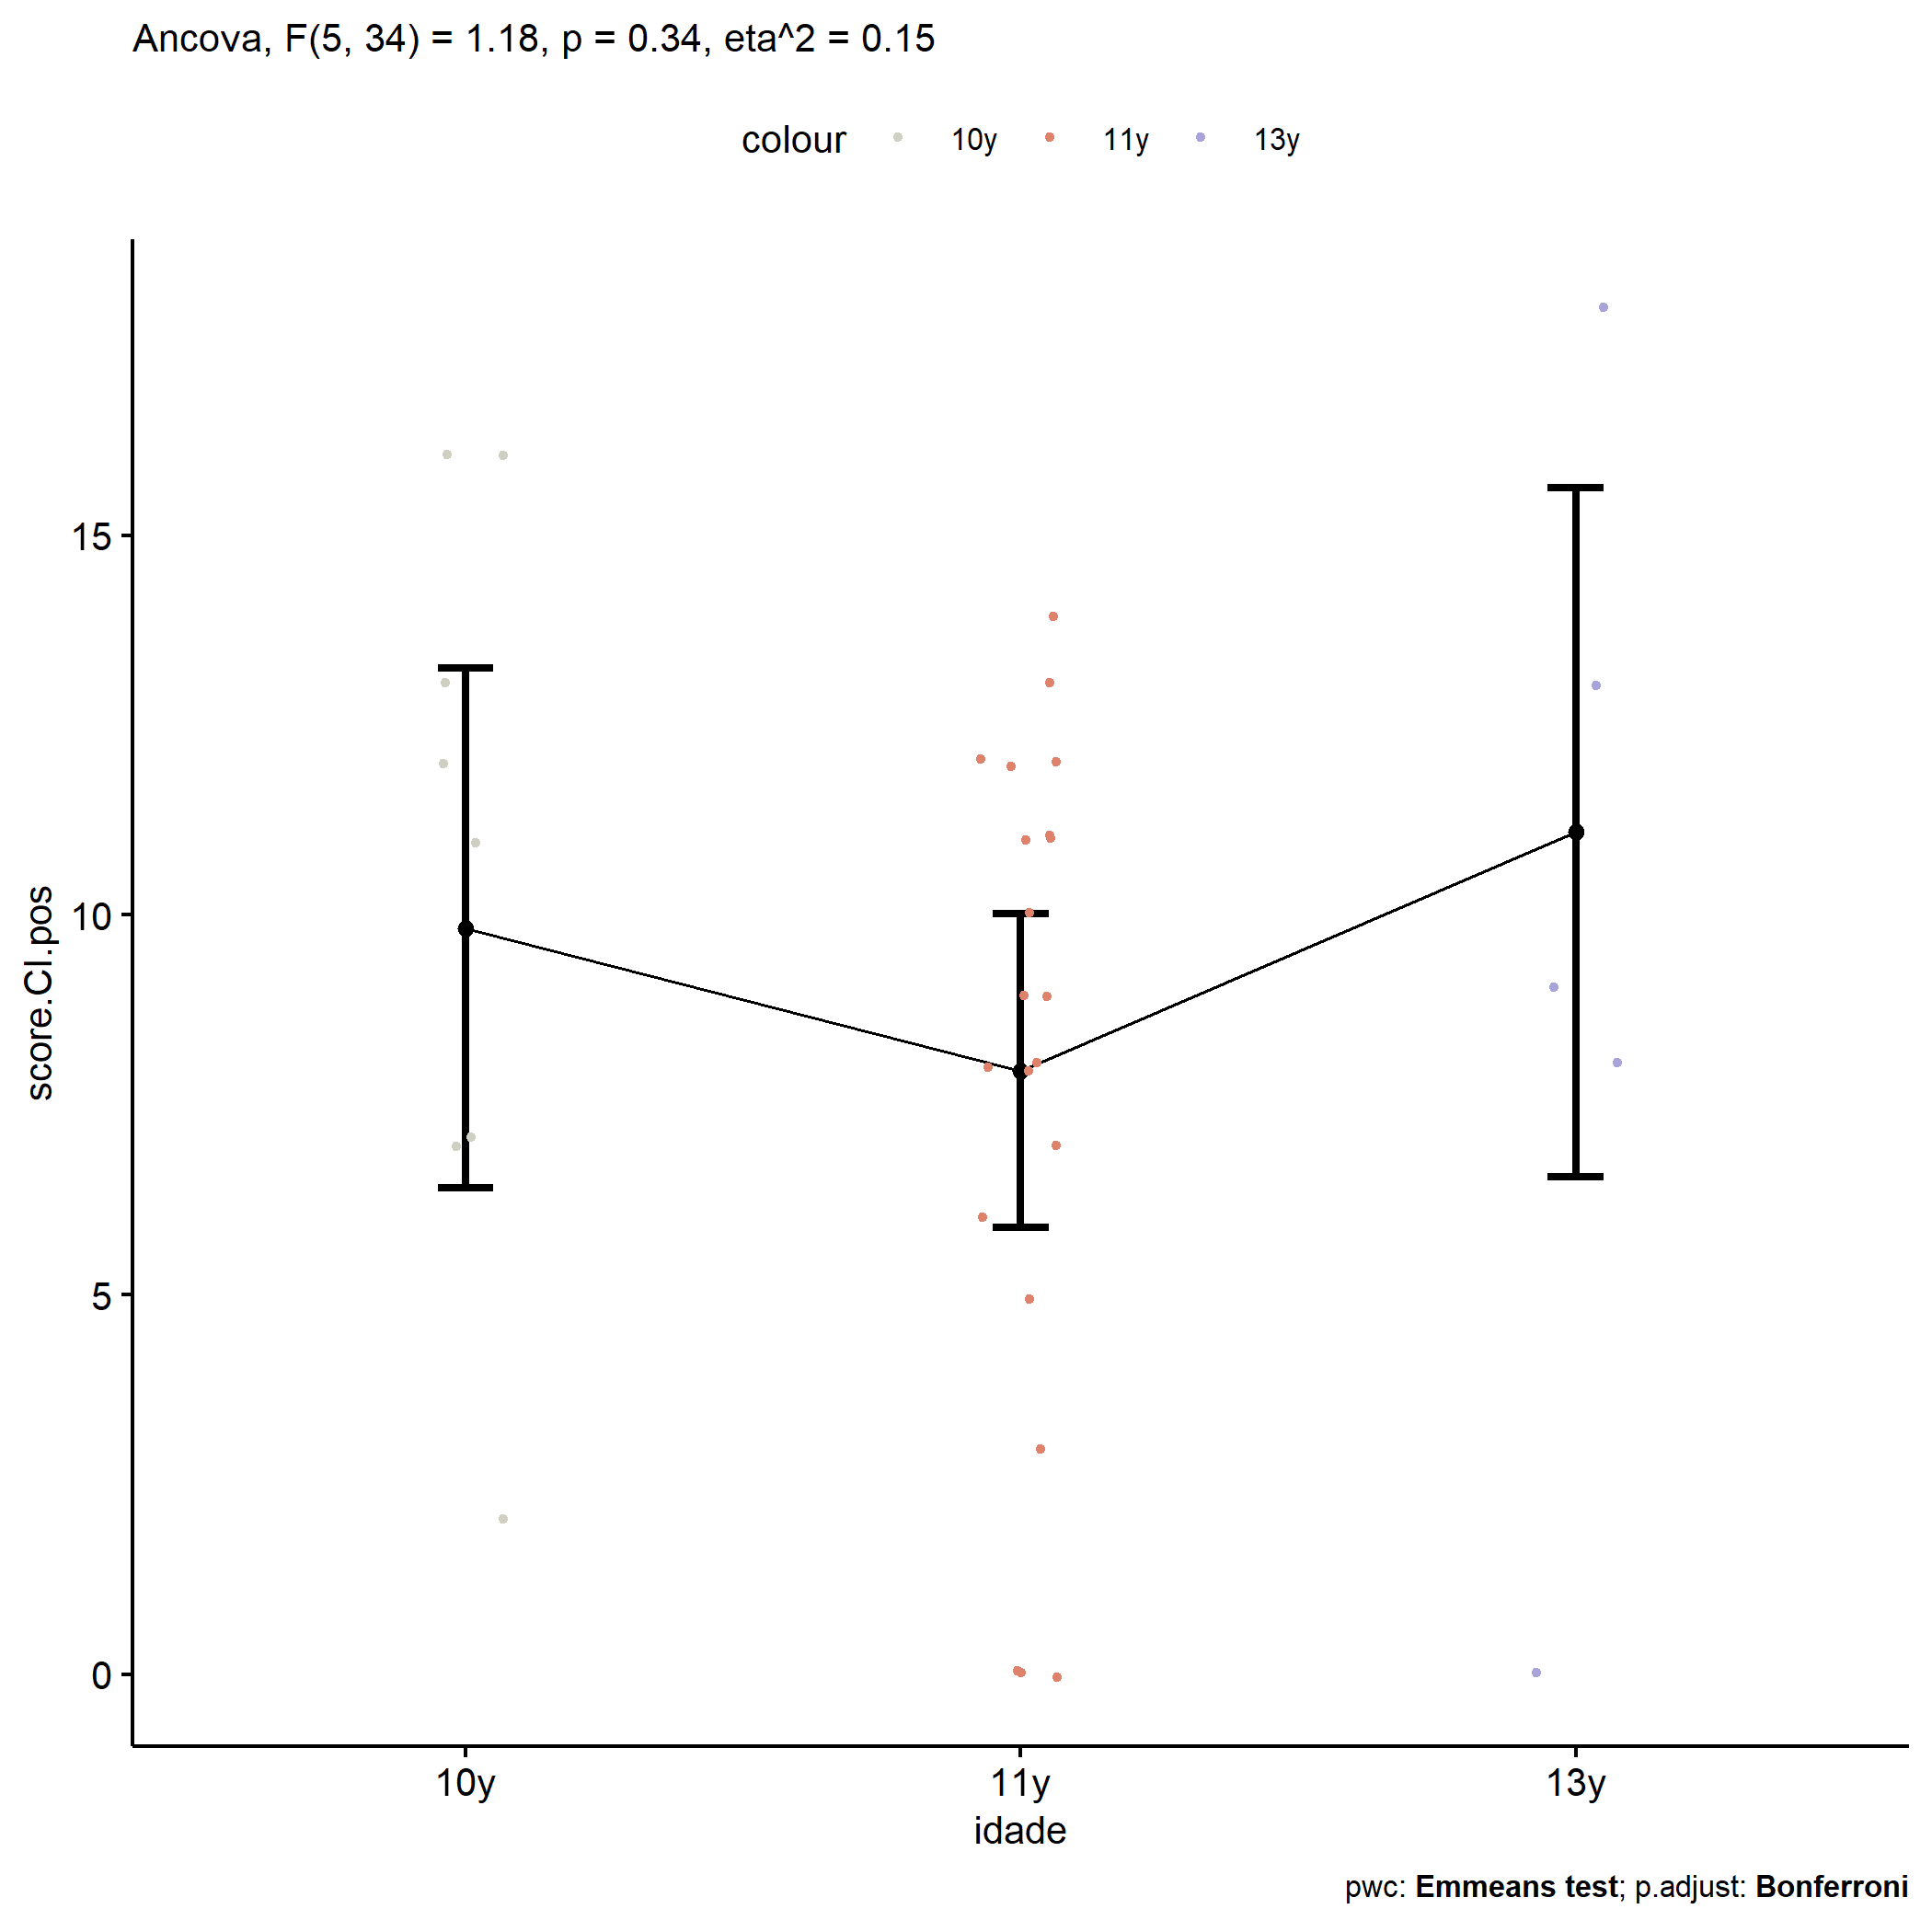 Ancova, F(5, 34) = 1.18, p = 0.34, eta^2 = 0.15
colour 10y 11y 13y
score.CI.pos
15
10
5
0
10y 11y 13y
idade
pwc: Emmeans test; p.adjust: Bonferroni